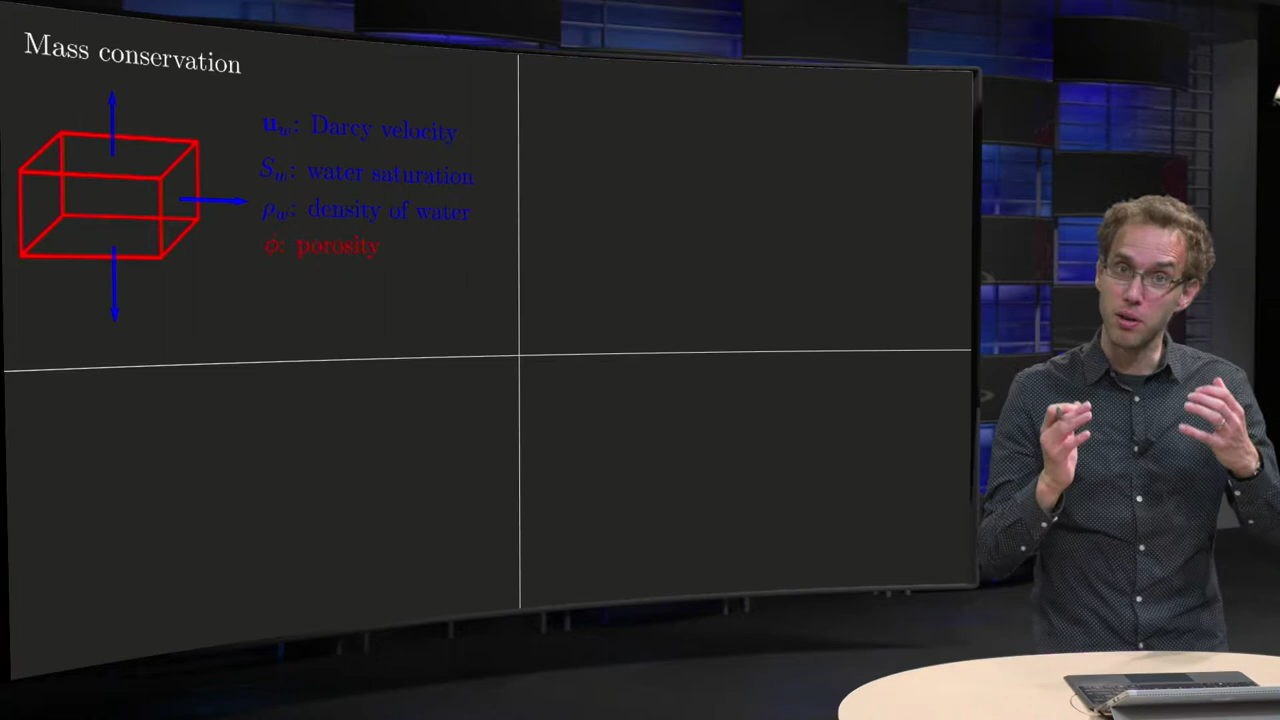 Mass conservation
𝐮_w: Darcy velocity
S_w: water saturation
ρ_w: density of water
ϕ: porosity